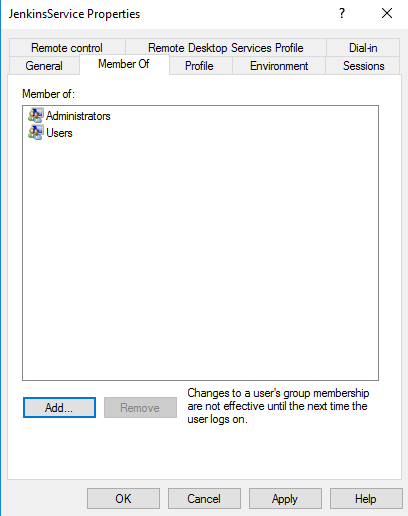 JenkinsService Properties
?
Remote control
Remote Desktop Services Profile
Dial-in
General
Member Of
Profile
Environment
Sessions
Member of:
Administrators
Users
Add...
Remove
Changes to a user's group membership
are not effective until the next time the
user logs on.
OK
Cancel
Apply
Help